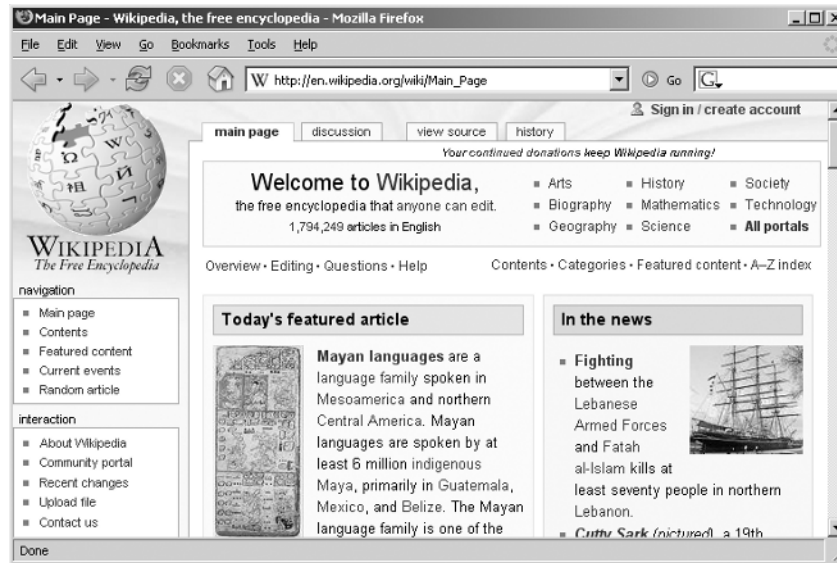 Main Page - Wikipedia, the free encyclopedia - Mozilla Firefox
File Edit View Go Bookmarks Tools Help
W http://en.wikipedia.org/wiki/Main_Page Go G
Sign in / create account
main page discussion view source history
Your continued donations keep Wikipedia running!
Welcome to Wikipedia,
the free encyclopedia that anyone can edit.
1,794,249 articles in English
Arts History Society
Biography Mathematics Technology
Geography Science All portals
WIKIPEDIA
The Free Encyclopedia
Overview · Editing · Questions · Help
Contents · Categories · Featured content · A–Z index
navigation
Main page
Contents
Featured content
Current events
Random article
interaction
About Wikipedia
Community portal
Recent changes
Upload file
Contact us
Today's featured article
Mayan languages are a
language family spoken in
Mesoamerica and northern
Central America. Mayan
languages are spoken by at
least 6 million indigenous
Maya, primarily in Guatemala,
Mexico, and Belize. The Mayan
language family is one of the
In the news
Fighting
between the
Lebanese
Armed Forces
and Fatah
al-Islam kills at
least seventy people in northern
Lebanon.
Cutty Sark (pictured), a 19th
Done